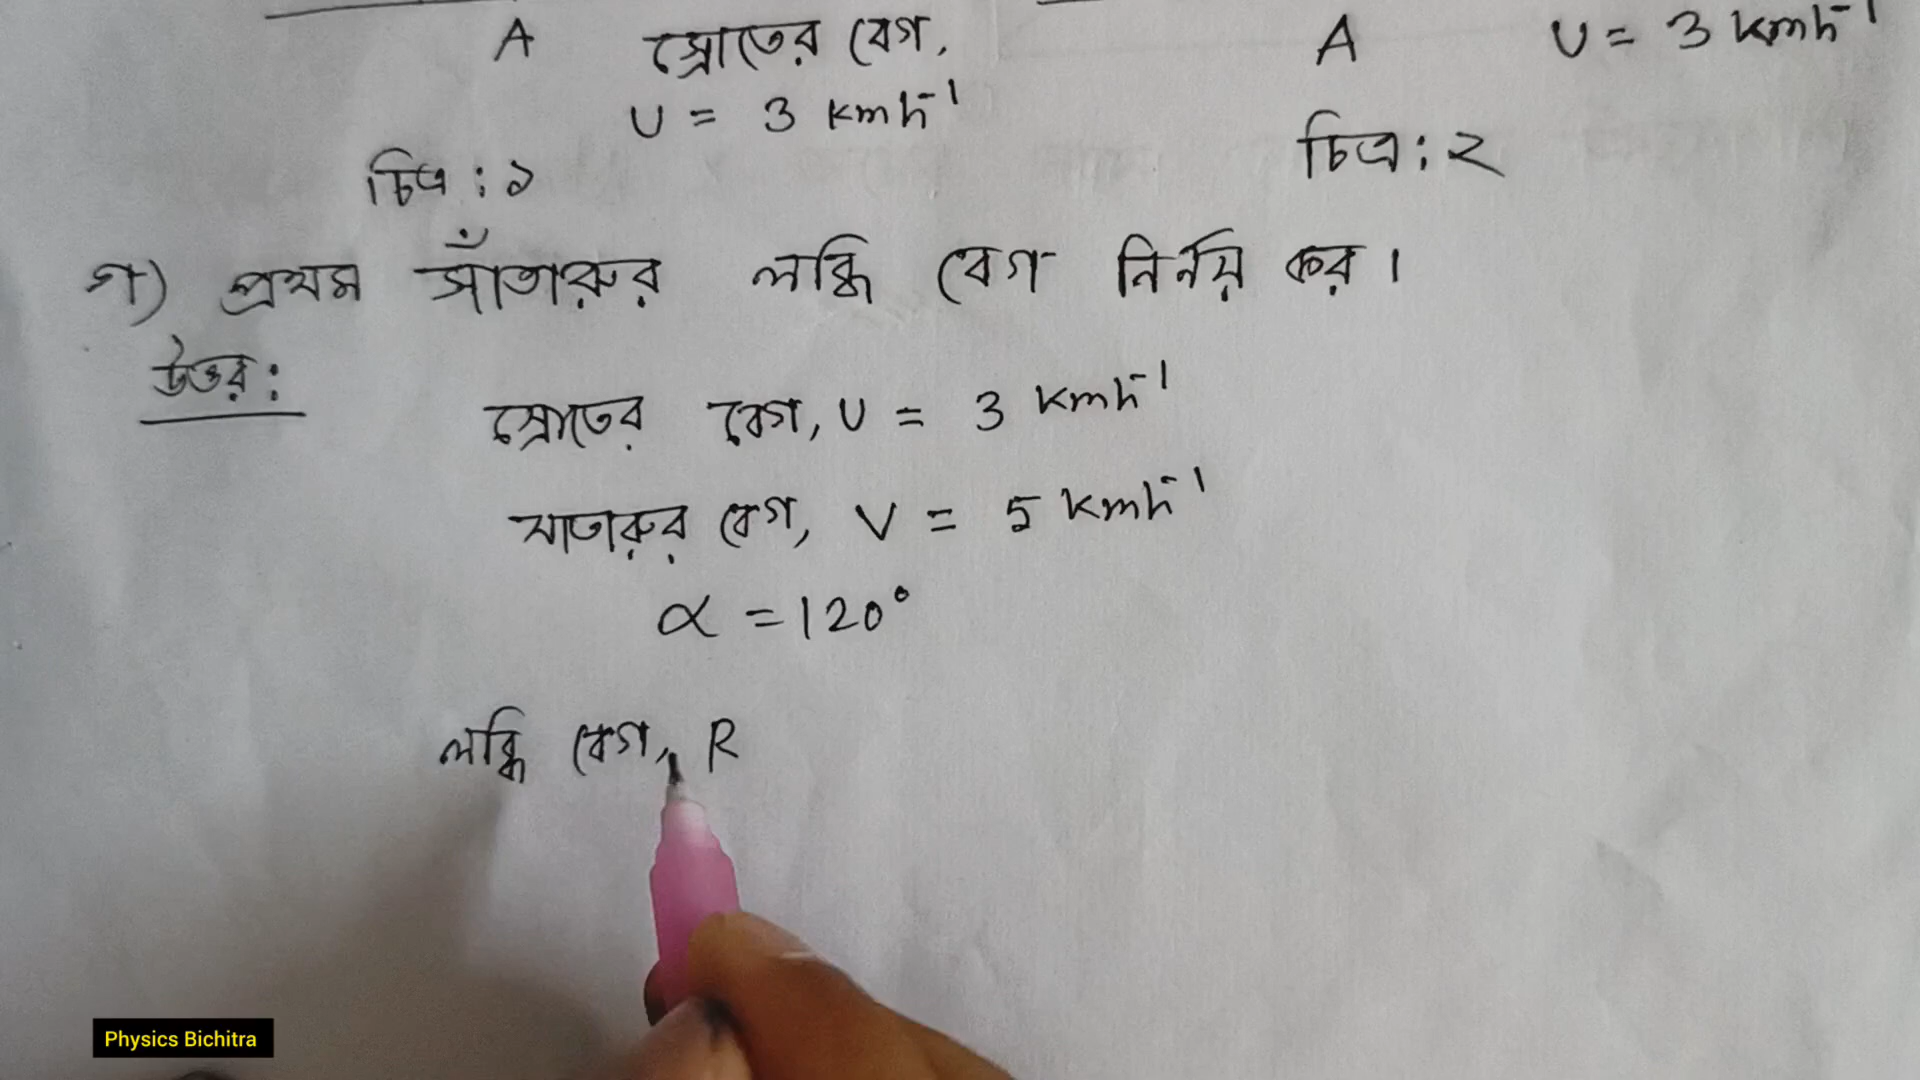 A স্রোতের বেগ,
U = 3 kmh⁻¹
চিত্র : ১
A U = 3 kmh⁻¹
চিত্র : ২
গ) প্রথম সাঁতারুর লব্ধি বেগ নির্নয় কর।
উত্তর :
স্রোতের বেগ, U = 3 kmh⁻¹
সাতারুর বেগ, V = 5 kmh⁻¹
α = 120°
লব্ধি বেগ, R
Physics Bichitra